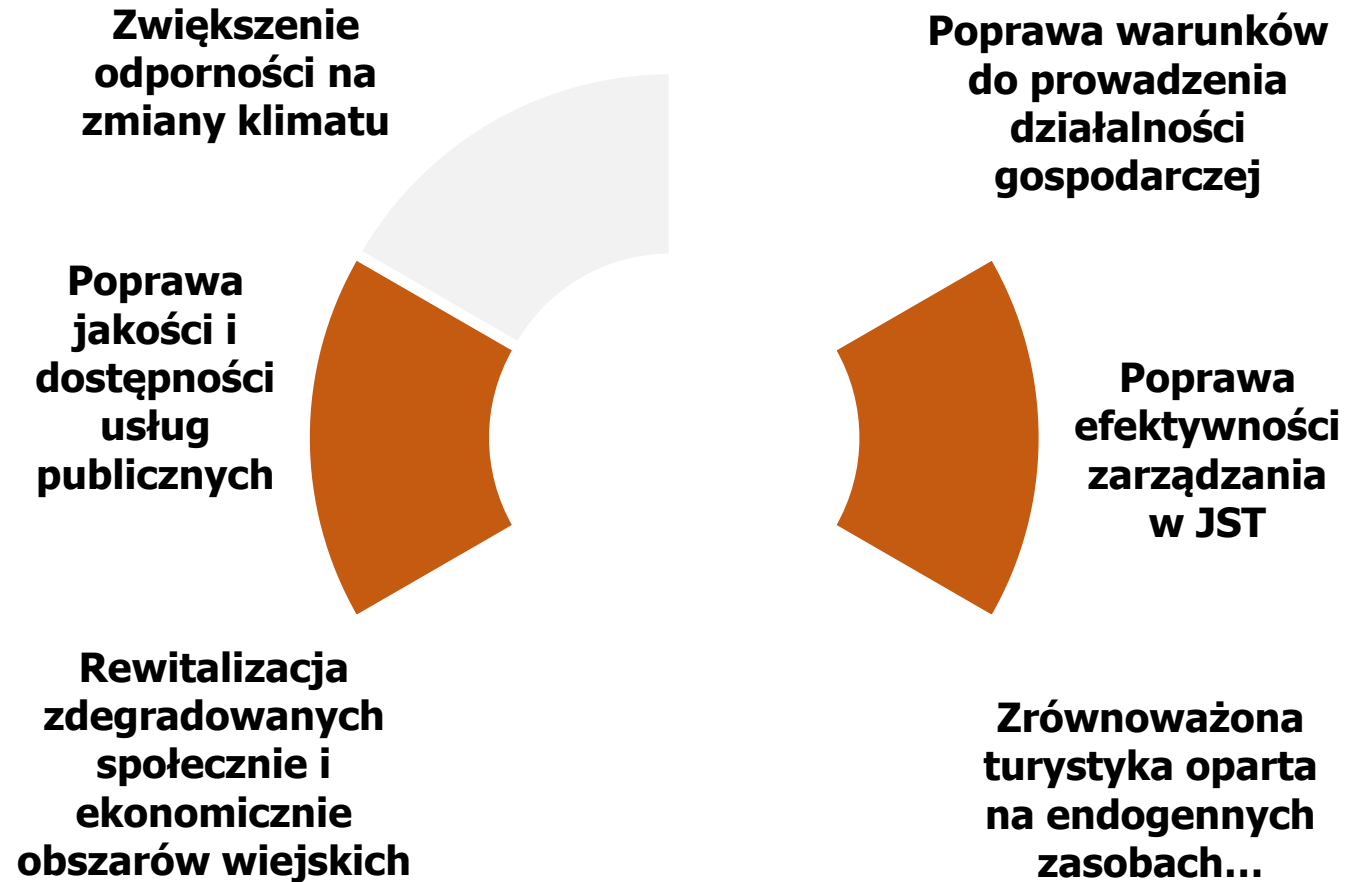 Zwiększenie
odporności na
zmiany klimatu
Poprawa warunków
do prowadzenia
działalności
gospodarczej
Poprawa
jakości i
dostępności
usług
publicznych
Poprawa
efektywności
zarządzania
w JST
Rewitalizacja
zdegradowanych
społecznie i
ekonomicznie
obszarów wiejskich
Zrównoważona
turystyka oparta
na endogennych
zasobach...